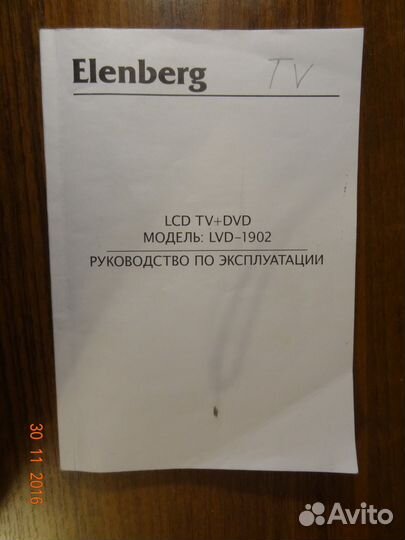 Elenberg TV
LCD TV+DVD
МОДЕЛЬ: LVD-1902
РУКОВОДСТВО ПО ЭКСПЛУАТАЦИИ
30 11 2016
Avito